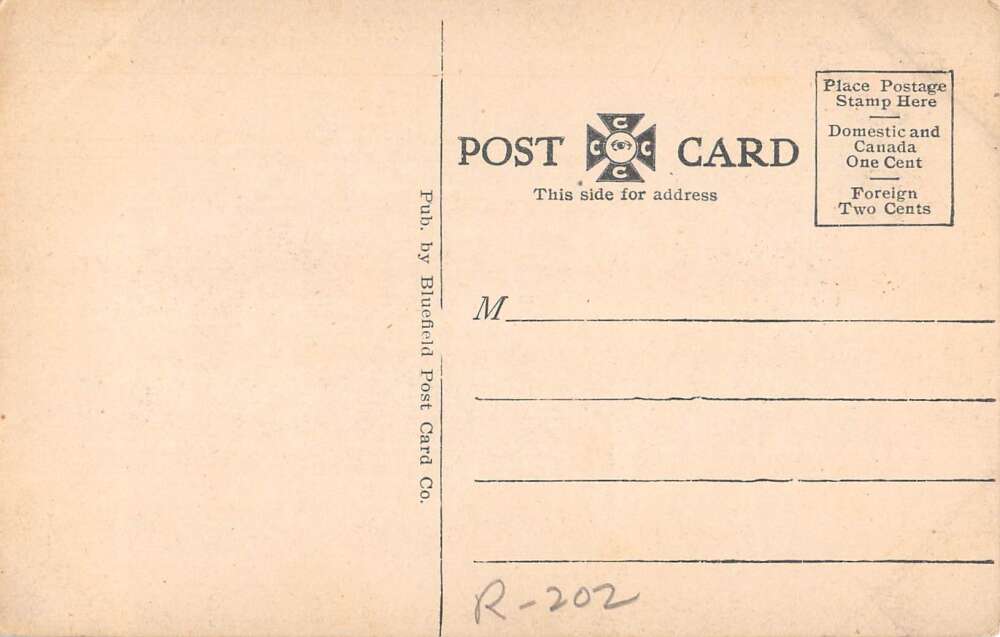 POST CARD
C
C C
C
This side for address
Place Postage
Stamp Here
Domestic and
Canada
One Cent
Foreign
Two Cents
Pub. by Bluefield Post Card Co.
M
R-202